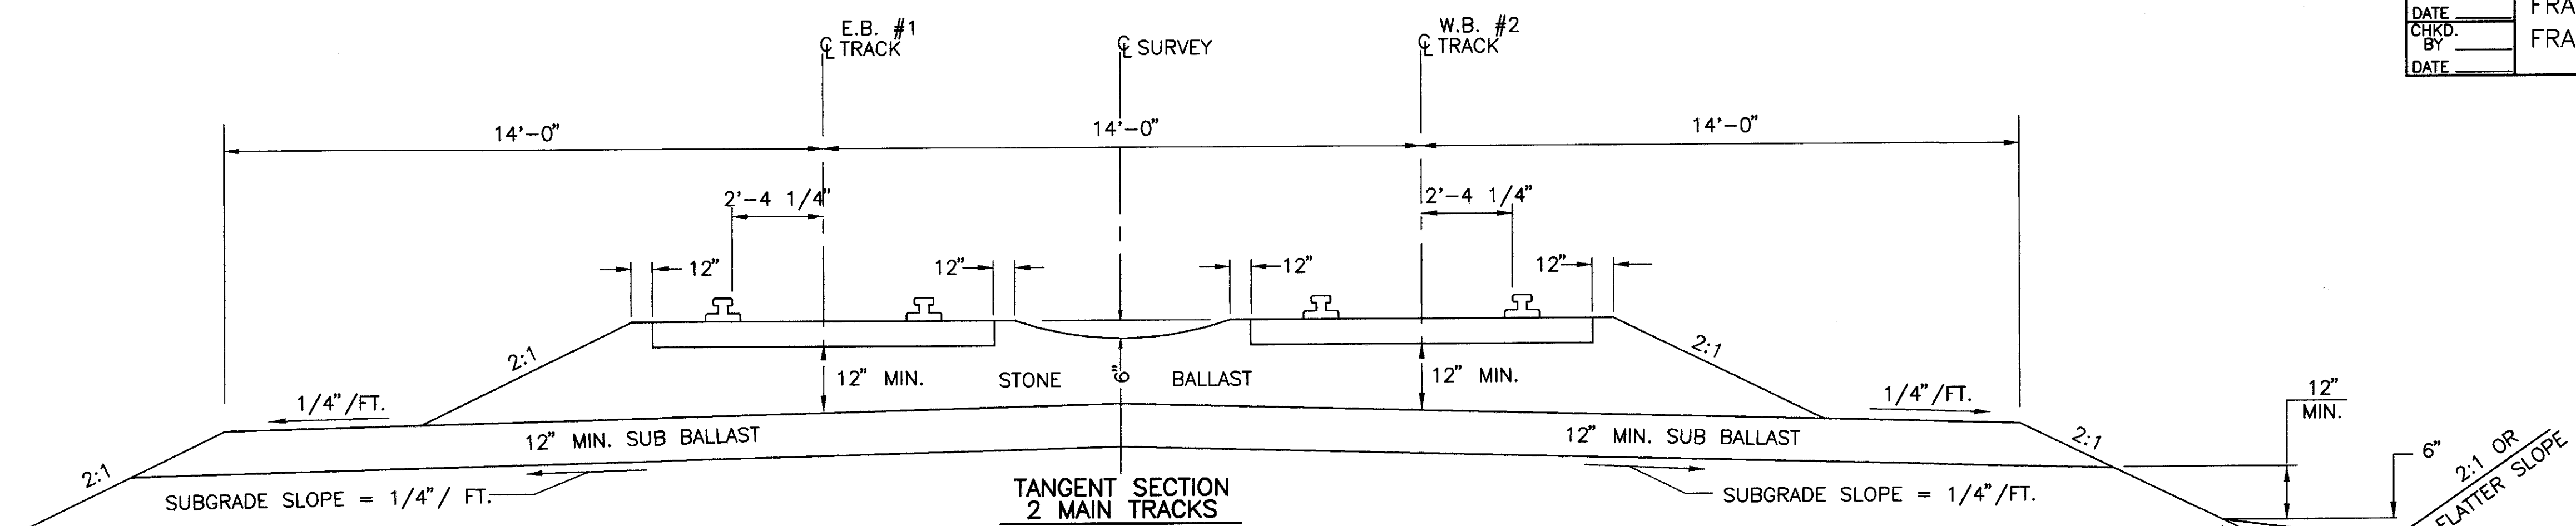 DATE
FRA
CHKD.
BY
FRA
DATE
E.B. #1
℄ TRACK
℄ SURVEY
W.B. #2
℄ TRACK
14'-0"
14'-0"
14'-0"
2'-4 1/4"
2'-4 1/4"
12"
12"
12"
12"
2:1
2:1
12" MIN.
STONE
6"
BALLAST
12" MIN.
1/4"/FT.
1/4"/FT.
12"
MIN.
12" MIN. SUB BALLAST
12" MIN. SUB BALLAST
2:1
2:1
6"
2:1 OR
FLATTER SLOPE
SUBGRADE SLOPE = 1/4"/ FT.
SUBGRADE SLOPE = 1/4"/FT.
TANGENT SECTION
2 MAIN TRACKS